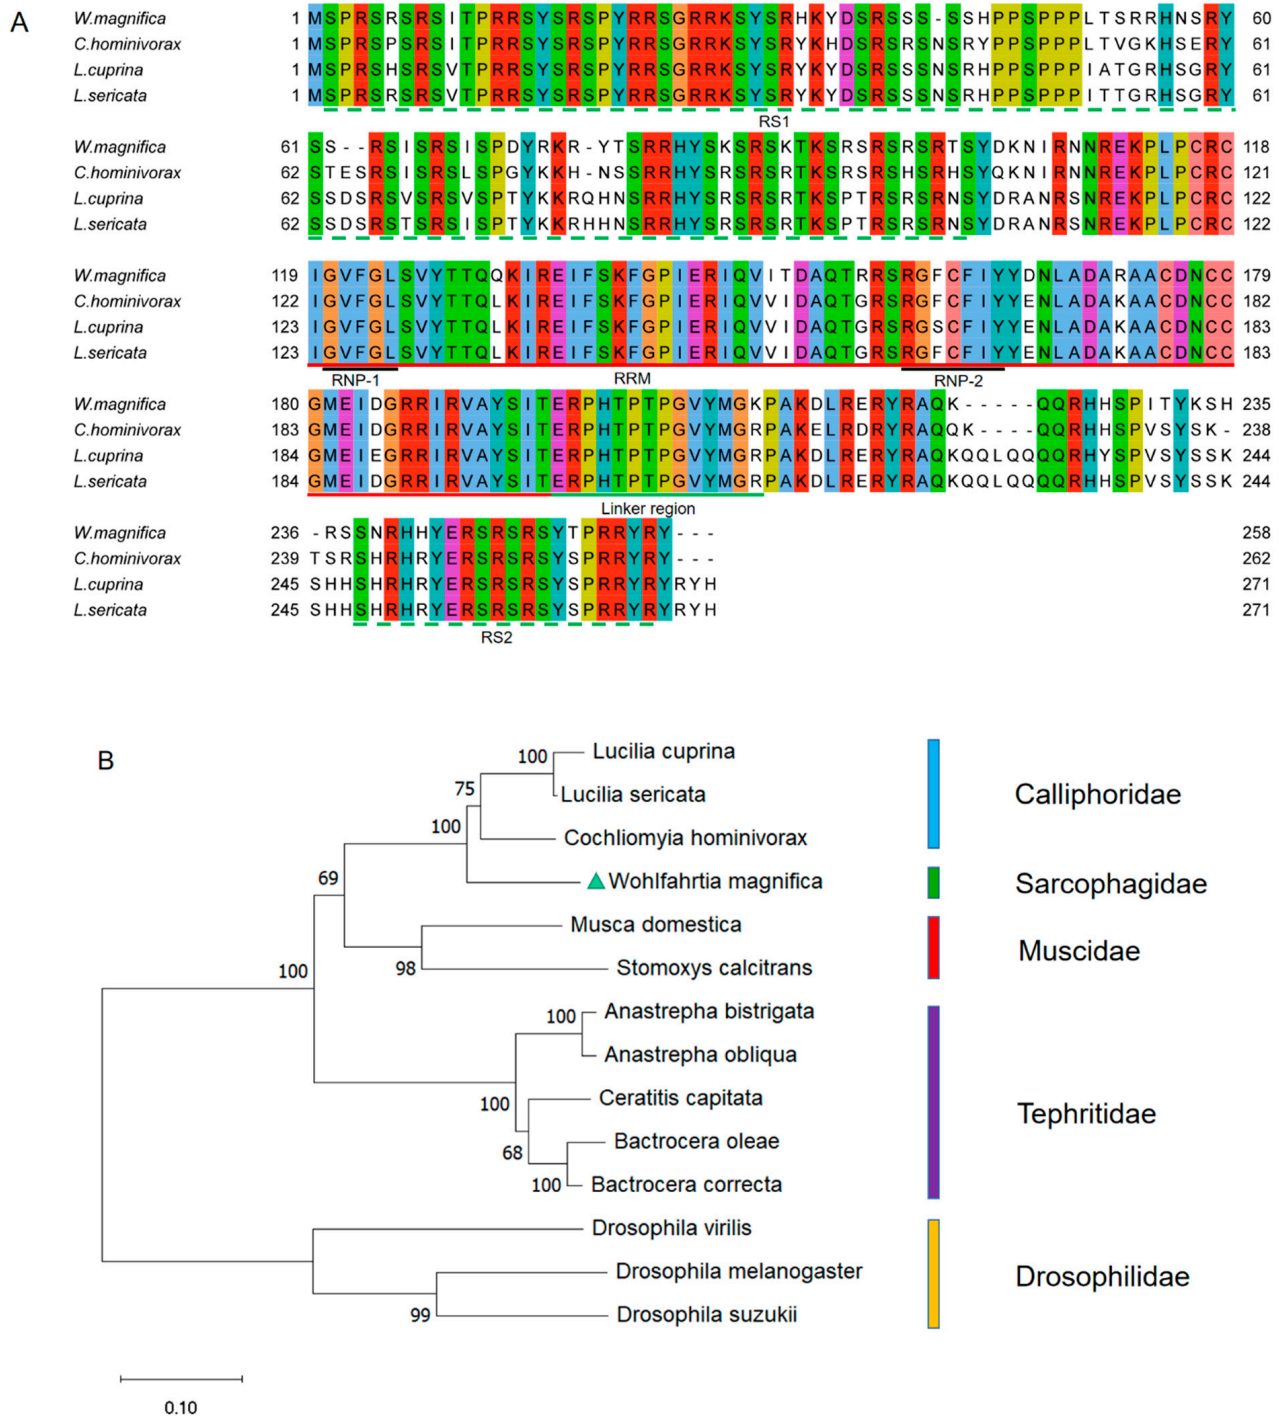 A
W.magnifica 1 MSPRSRSRSITPRRSYSRSPYRRSGRRKSYSRHKYDSRSSS-SSHPPSPPPLTSRRHNSRY 60
C.hominivorax 1 MSPRSPSRSITPRRSYSRSPYRRSGRRKSYSRYKHDSRSRSNSRYPPSPPPLTVGKHSERY 61
L.cuprina 1 MSPRSHSRSVTPRRSYSRSPYRRSGRRKSYSRYKYDSRSSSNSRHPPSPPPIATGRHSGRY 61
L.sericata 1 MSPRSRSRSVTPRRSYSRSPYRRSGRRKSYSRYKYDSRSSSNSRHPPSPPPITTGRHSGRY 61
RS1
W.magnifica 61 SS--RSISRSISPDYRKR-YTSRRHYSKSRSKTKSRSRSRSRTSYDKNIRNNREKPLPCRC 118
C.hominivorax 62 STESRSISRSLSPGYKKH-NSSRRHYSRSRSRTKSRSRSHSRHSYQKNIRNNREKPLPCRC 121
L.cuprina 62 SSDSRSVSRSVSPTYKKRQHNSRRHYSRSRSRTKSPTRSRSRNSYDRANRSNREKPLPCRC 122
L.sericata 62 SSDSRSTSRSISPTYKKRHHNSRRHYSRSRSRTKSPTRSRSRNSYDRANRSNREKPLPCRC 122
W.magnifica 119 IGVFGLSVYTTQQKIREIFSKFGPIERIQVITDAQTRRSRGFCFIYYDNLADARAACDNCC 179
C.hominivorax 122 IGVFGLSVYTTQLKIREIFSKFGPIERIQVVIDAQTGRSRGFCFIYYENLADAKAACDNCC 182
L.cuprina 123 IGVFGLSVYTTQLKIREIFSKFGPIERIQVVIDAQTGRSRGSCFIYYENLADAKAACDNCC 183
L.sericata 123 IGVFGLSVYTTQLKIREIFSKFGPIERIQVVIDAQTGRSRGFCFIYYENLADAKAACDNCC 183
RNP-1 RRM RNP-2
W.magnifica 180 GMEIDGRRIRVAYSITERPHTPTPGVYMGKPAKDLRERYRAQK-----QQRHHSPITYKSH 235
C.hominivorax 183 GMEIDGRRIRVAYSITERPHTPTPGVYMGRPAKELRDRYRAQQK----QQRHHSPVSYSK- 238
L.cuprina 184 GMEIEGRRIRVAYSITERPHTPTPGVYMGRPAKDLRERYRAQKQQLQQQQRHYSPVSYSSK 244
L.sericata 184 GMEIDGRRIRVAYSITERPHTPTPGVYMGRPAKDLRERYRAQKQQLQQQQRHHSPVSYSSK 244
Linker region
W.magnifica 236 -RSSNRHHYERSRSRSYTPRRYRY--- 258
C.hominivorax 239 TSRSHRHRYERSRSRSYSPRRYRY--- 262
L.cuprina 245 SHHSHRHRYERSRSRSYSPRRYRYRYH 271
L.sericata 245 SHHSHRHRYERSRSRSYSPRRYRYRYH 271
RS2
B
100 Lucilia cuprina
75 Lucilia sericata
Calliphoridae
100 Cochliomyia hominivorax
69 Wohlfahrtia magnifica
Sarcophagidae
Musca domestica
Muscidae
100 98 Stomoxys calcitrans
100 Anastrepha bistrigata
Anastrepha obliqua
100 Ceratitis capitata
Tephritidae
68 Bactrocera oleae
100 Bactrocera correcta
Drosophila virilis
Drosophila melanogaster
Drosophilidae
99 Drosophila suzukii
0.10